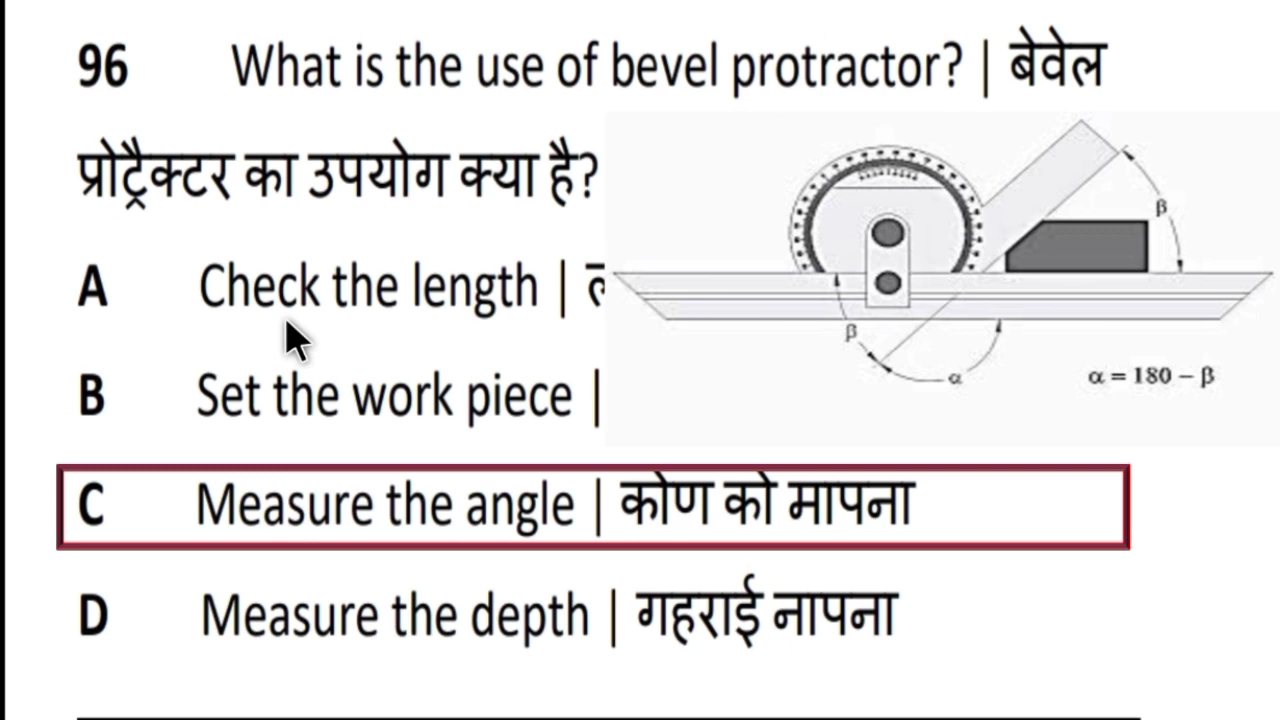 96 What is the use of bevel protractor? | बेवेल
प्रोट्रैक्टर का उपयोग क्या है?
A Check the length |
B Set the work piece |
C Measure the angle | कोण को मापना
D Measure the depth | गहराई नापना
β
β
α
α = 180 – β